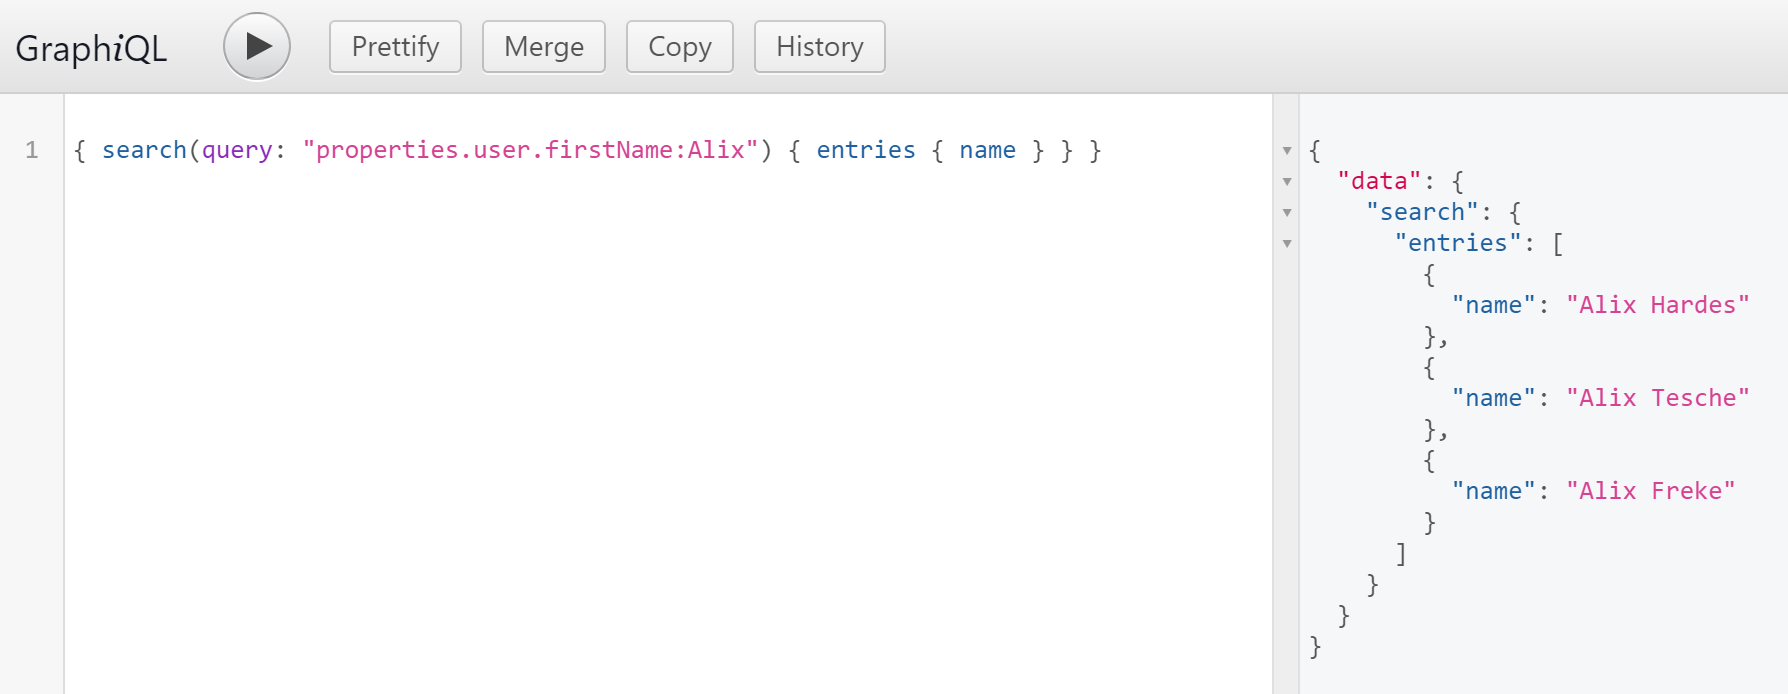 GraphiQL
Prettify
Merge
Copy
History
1
{ search(query: "properties.user.firstName:Alix") { entries { name } } }
{
"data": {
"search": {
"entries": [
{
"name": "Alix Hardes"
},
{
"name": "Alix Tesche"
},
{
"name": "Alix Freke"
}
]
}
}
}